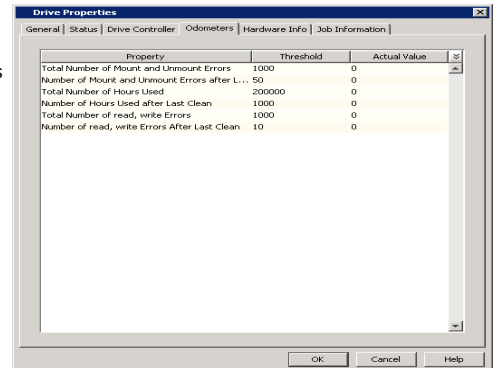 Drive Properties
General | Status | Drive Controller | Odometers | Hardware Info | Job Information
Property Threshold Actual Value
Total Number of Mount and Unmount Errors 1000 0
Number of Mount and Unmount Errors after L... 50 0
Total Number of Hours Used 200000 0
Number of Hours Used after Last Clean 1000 0
Total Number of read, write Errors 1000 0
Number of read, write Errors After Last Clean 10 0
OK Cancel Help